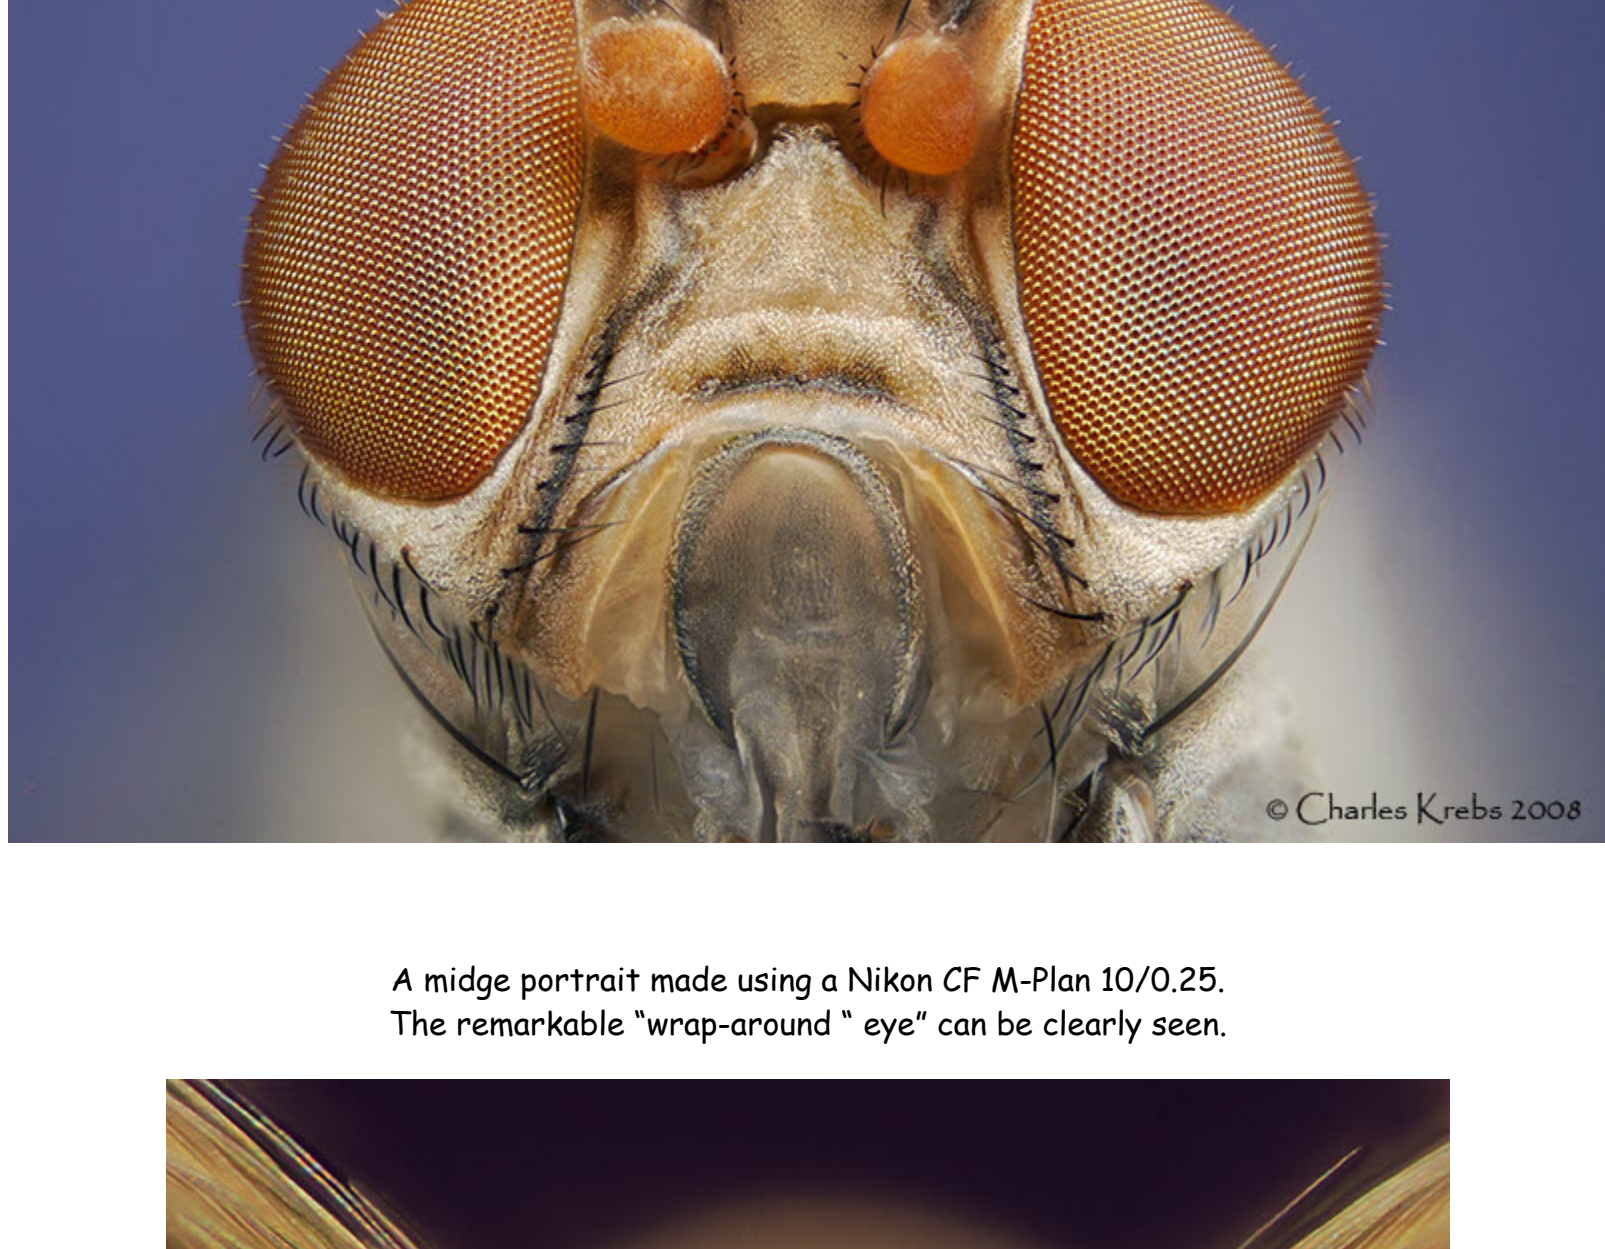 © Charles Krebs 2008
A midge portrait made using a Nikon CF M-Plan 10/0.25.
The remarkable “wrap-around “ eye” can be clearly seen.